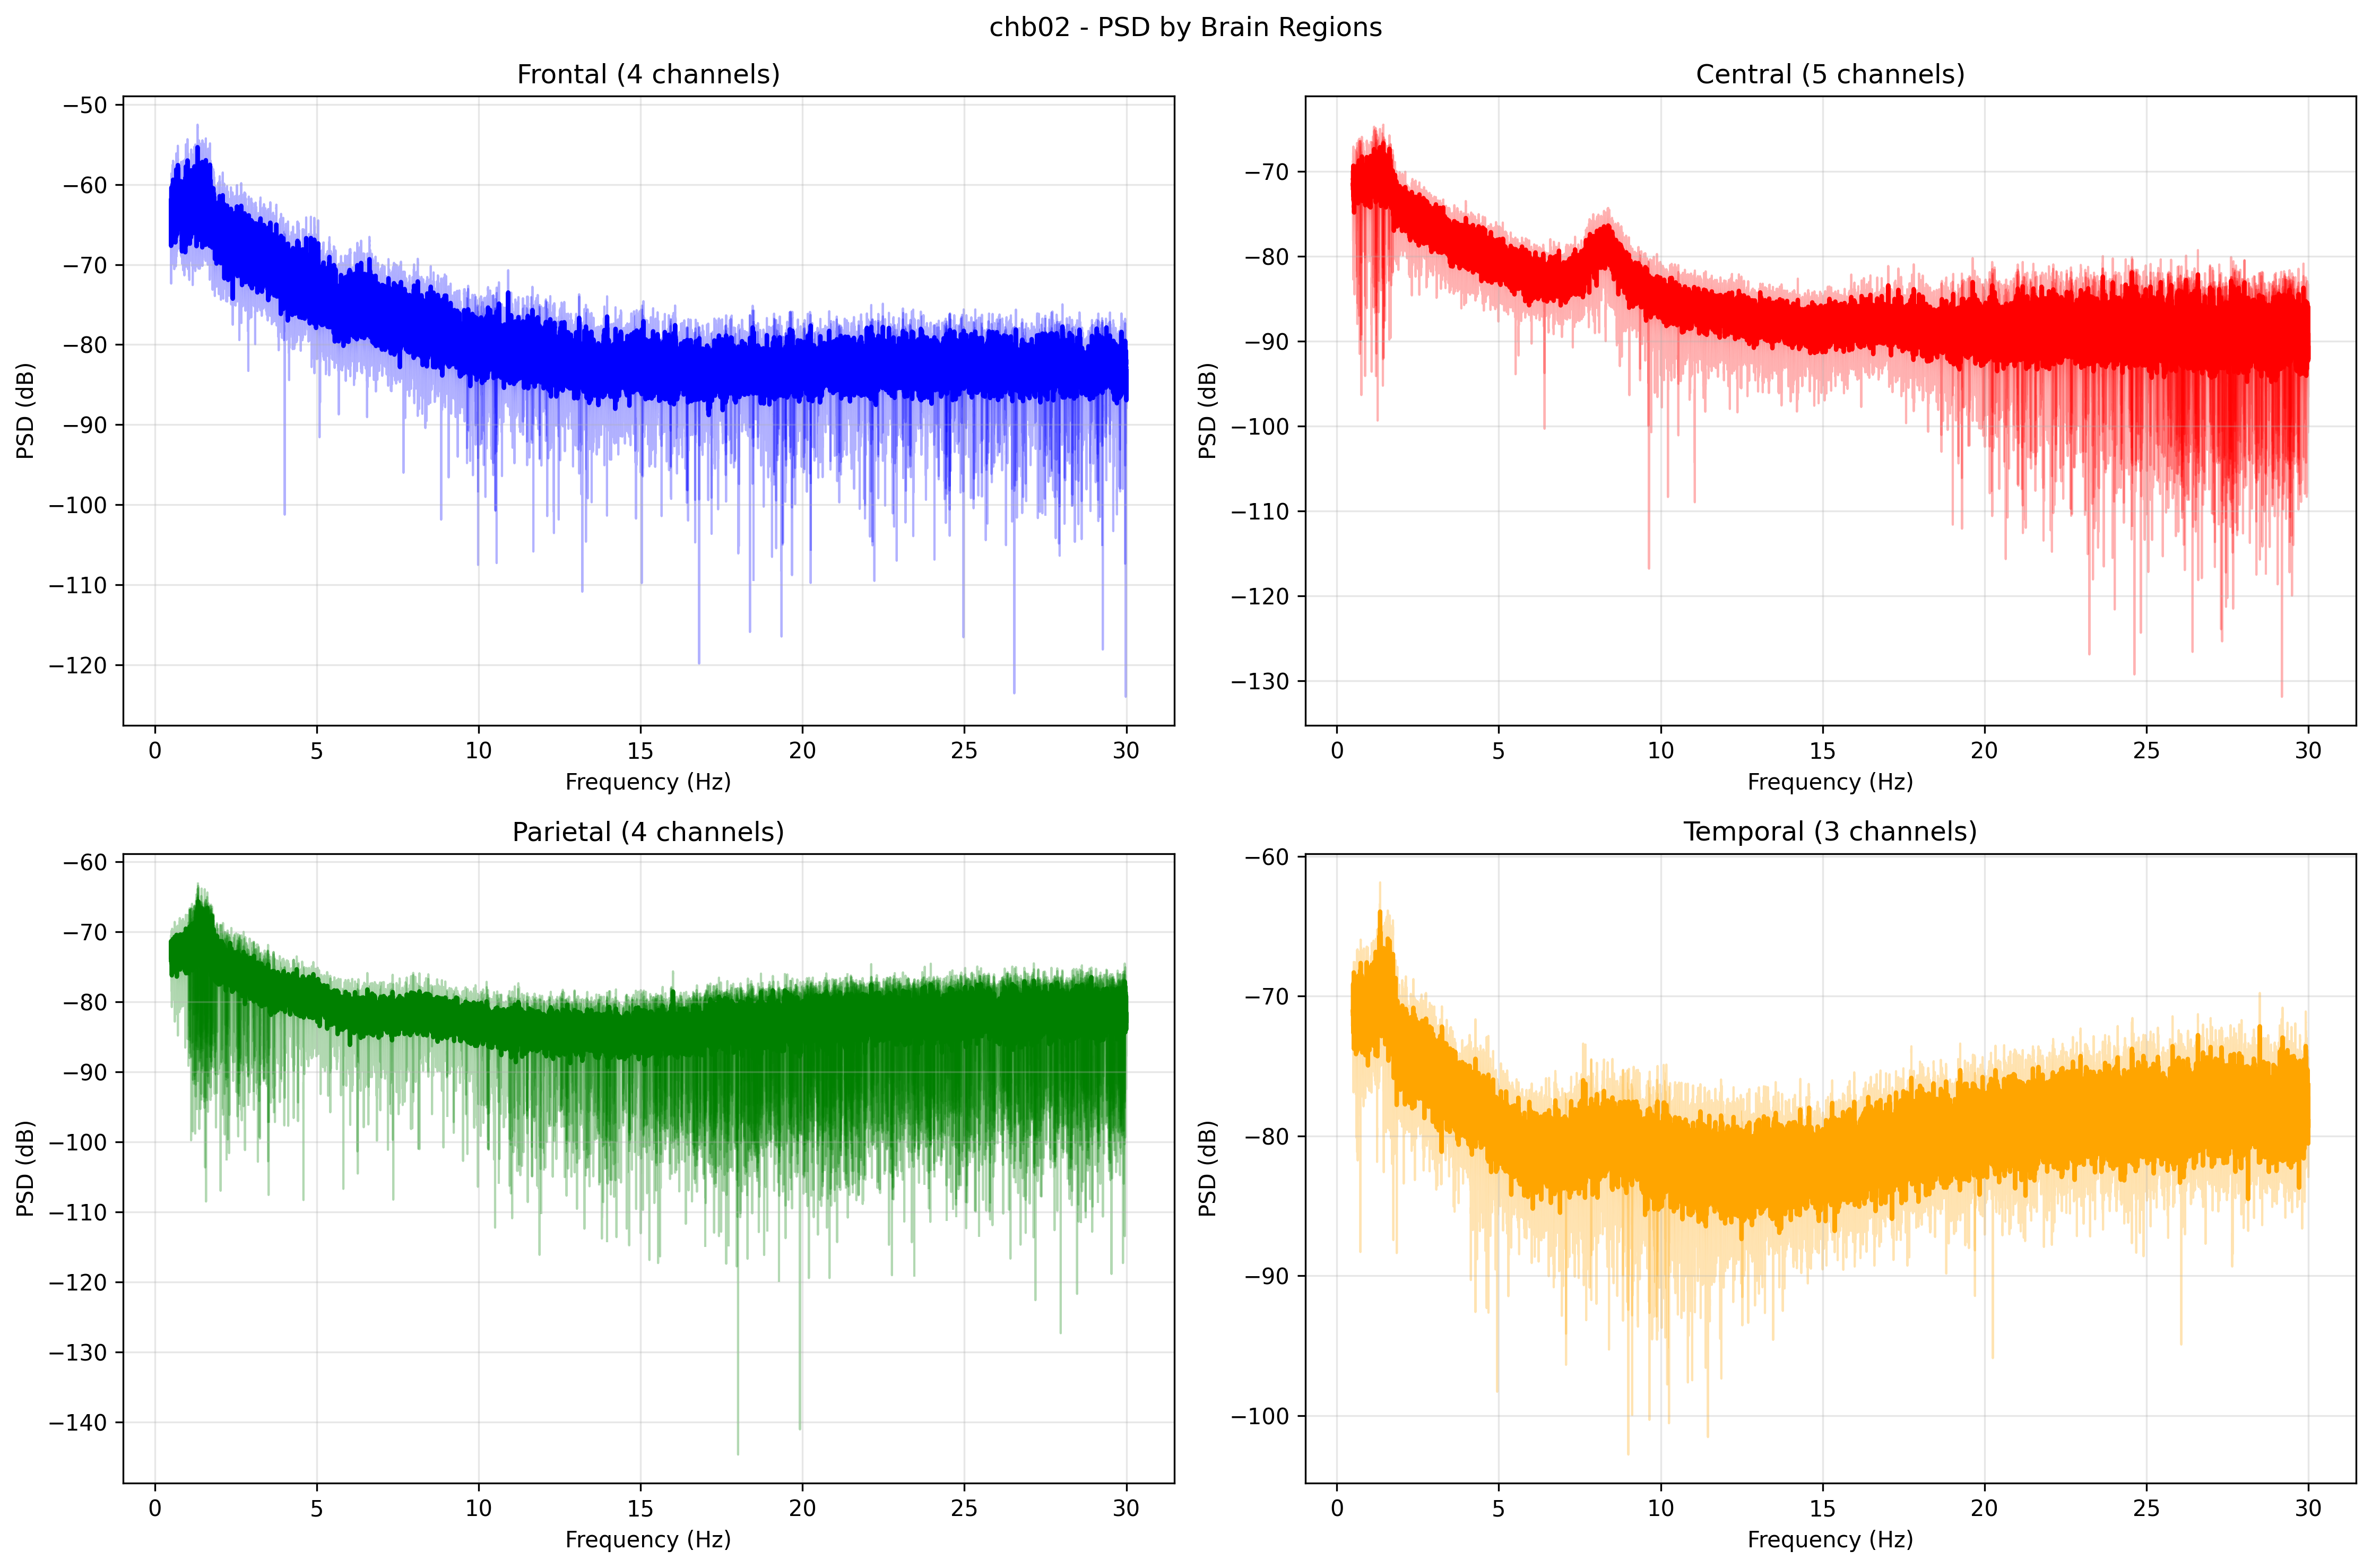 chb02 - PSD by Brain Regions
Frontal (4 channels)
PSD (dB)
−50
−60
−70
−80
−90
−100
−110
−120
0 5 10 15 20 25 30
Frequency (Hz)
Central (5 channels)
PSD (dB)
−70
−80
−90
−100
−110
−120
−130
0 5 10 15 20 25 30
Frequency (Hz)
Parietal (4 channels)
PSD (dB)
−60
−70
−80
−90
−100
−110
−120
−130
−140
0 5 10 15 20 25 30
Frequency (Hz)
Temporal (3 channels)
PSD (dB)
−60
−70
−80
−90
−100
0 5 10 15 20 25 30
Frequency (Hz)